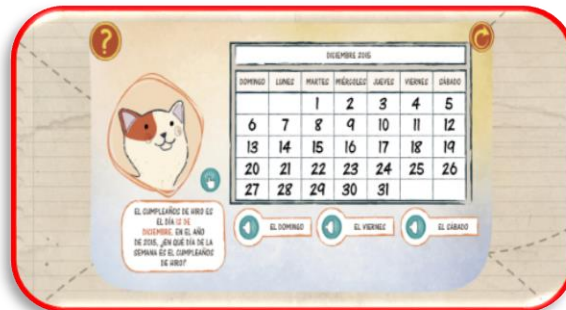 ?
DICIEMBRE 2015
DOMINGO LUNES MARTES MIÉRCOLES JUEVES VIERNES SÁBADO
1 2 3 4 5
6 7 8 9 10 11 12
13 14 15 16 17 18 19
20 21 22 23 24 25 26
27 28 29 30 31
EL CUMPLEAÑOS DE HIRO ES
EL DÍA 12 DE
DICIEMBRE. EN EL AÑO
DE 2015, ¿EN QUÉ DÍA DE LA
SEMANA ES EL CUMPLEAÑOS
DE HIRO?
EL DOMINGO EL VIERNES EL SÁBADO